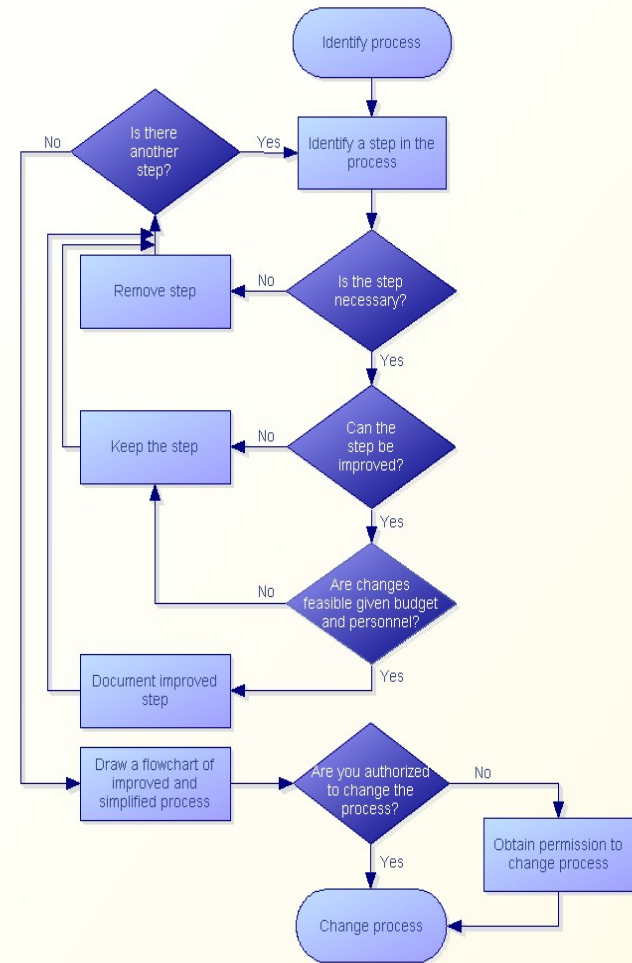 Identify process
Is there
another
step?
No
Yes
Identify a step in the
process
Remove step
No
Is the step
necessary?
Yes
Keep the step
No
Can the
step be
improved?
Yes
No
Are changes
feasible given budget
and personnel?
Yes
Document improved
step
Draw a flowchart of
improved and
simplified process
Are you authorized
to change the
process?
No
Obtain permission to
change process
Yes
Change process